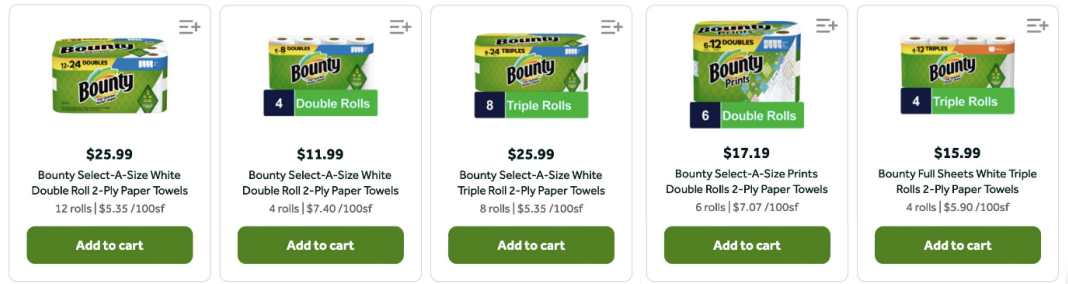 Bounty
12=24 DOUBLES
Bounty
$25.99
Bounty Select-A-Size White
Double Roll 2-Ply Paper Towels
12 rolls | $5.35 /100sf
Add to cart
4=8 DOUBLES
Bounty
4 Double Rolls
$11.99
Bounty Select-A-Size White
Double Roll 2-Ply Paper Towels
4 rolls | $7.40 /100sf
Add to cart
Bounty
8=24 TRIPLES
Bounty
8 Triple Rolls
$25.99
Bounty Select-A-Size White
Triple Roll 2-Ply Paper Towels
8 rolls | $5.35 /100sf
Add to cart
Bounty
6=12 DOUBLES
Bounty
Prints
6 Double Rolls
$17.19
Bounty Select-A-Size Prints
Double Rolls 2-Ply Paper Towels
6 rolls | $7.07 /100sf
Add to cart
4=12 TRIPLES
Bounty
4 Triple Rolls
$15.99
Bounty Full Sheets White Triple
Rolls 2-Ply Paper Towels
4 rolls | $5.90 /100sf
Add to cart